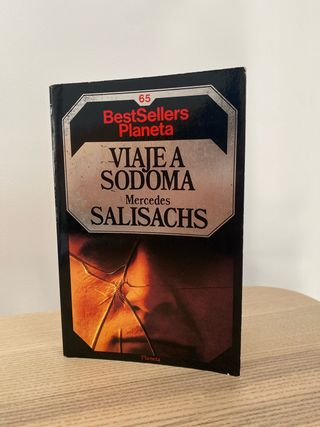 65
BestSellers
Planeta
VIAJE A
SODOMA
Mercedes
SALISACHS
Planeta